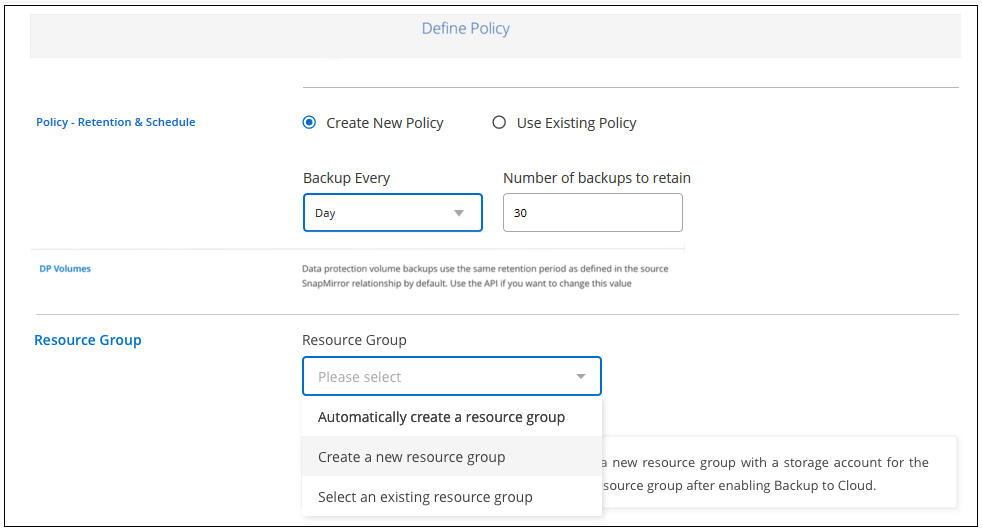 Define Policy
Policy - Retention & Schedule
Create New Policy
Use Existing Policy
Backup Every
Number of backups to retain
Day
30
DP Volumes
Data protection volume backups use the same retention period as defined in the source
SnapMirror relationship by default. Use the API if you want to change this value
Resource Group
Resource Group
Please select
Automatically create a resource group
Create a new resource group
Select an existing resource group
a new resource group with a storage account for the
source group after enabling Backup to Cloud.